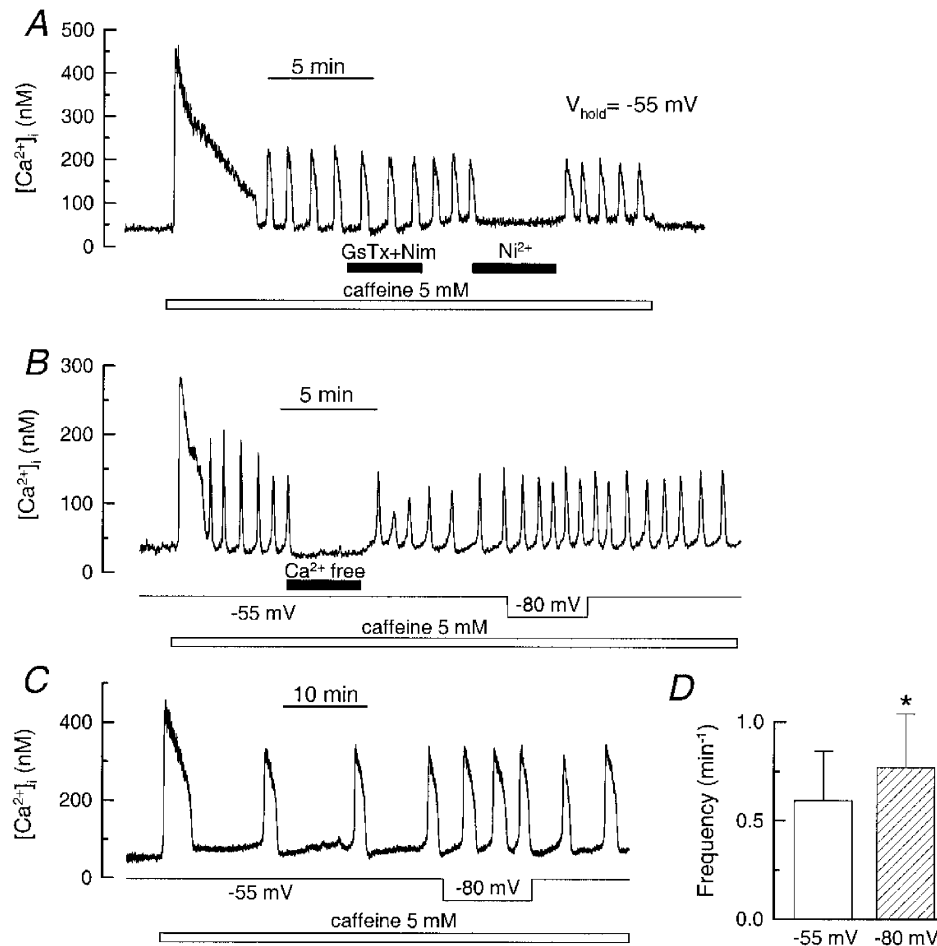 A
[Ca²⁺]ᵢ (nM)
500
400
300
200
100
0
5 min
V_hold= -55 mV
GsTx+Nim
Ni²⁺
caffeine 5 mM
B
[Ca²⁺]ᵢ (nM)
300
200
100
0
5 min
Ca²⁺ free
-55 mV
-80 mV
caffeine 5 mM
C
[Ca²⁺]ᵢ (nM)
400
200
0
10 min
-55 mV
-80 mV
caffeine 5 mM
D
Frequency (min⁻¹)
1.0
0.5
0.0
*
-55 mV
-80 mV